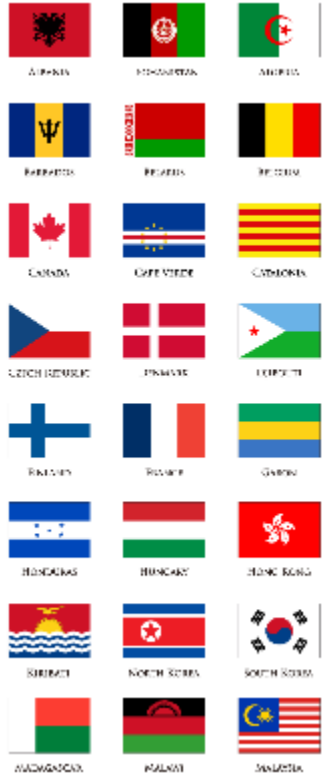 ALBANIA
AFGHANISTAN
ALGERIA
BARBADOS
BELARUS
BELGIUM
CANADA
CAPE VERDE
CATALONIA
CZECH REPUBLIC
DENMARK
DJIBOUTI
FINLAND
FRANCE
GABON
HONDURAS
HUNGARY
HONG KONG
KIRIBATI
NORTH KOREA
SOUTH KOREA
MADAGASCAR
MALAWI
MALAYSIA